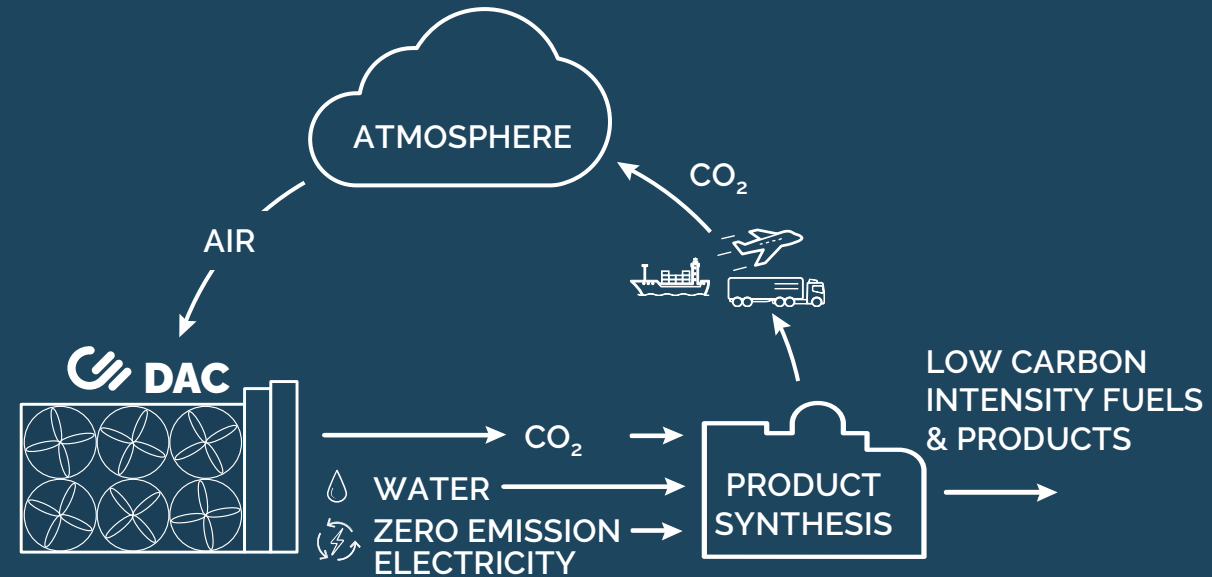 ATMOSPHERE
CO₂
AIR
DAC
LOW CARBON
INTENSITY FUELS
& PRODUCTS
CO₂
WATER
ZERO EMISSION
ELECTRICITY
PRODUCT
SYNTHESIS